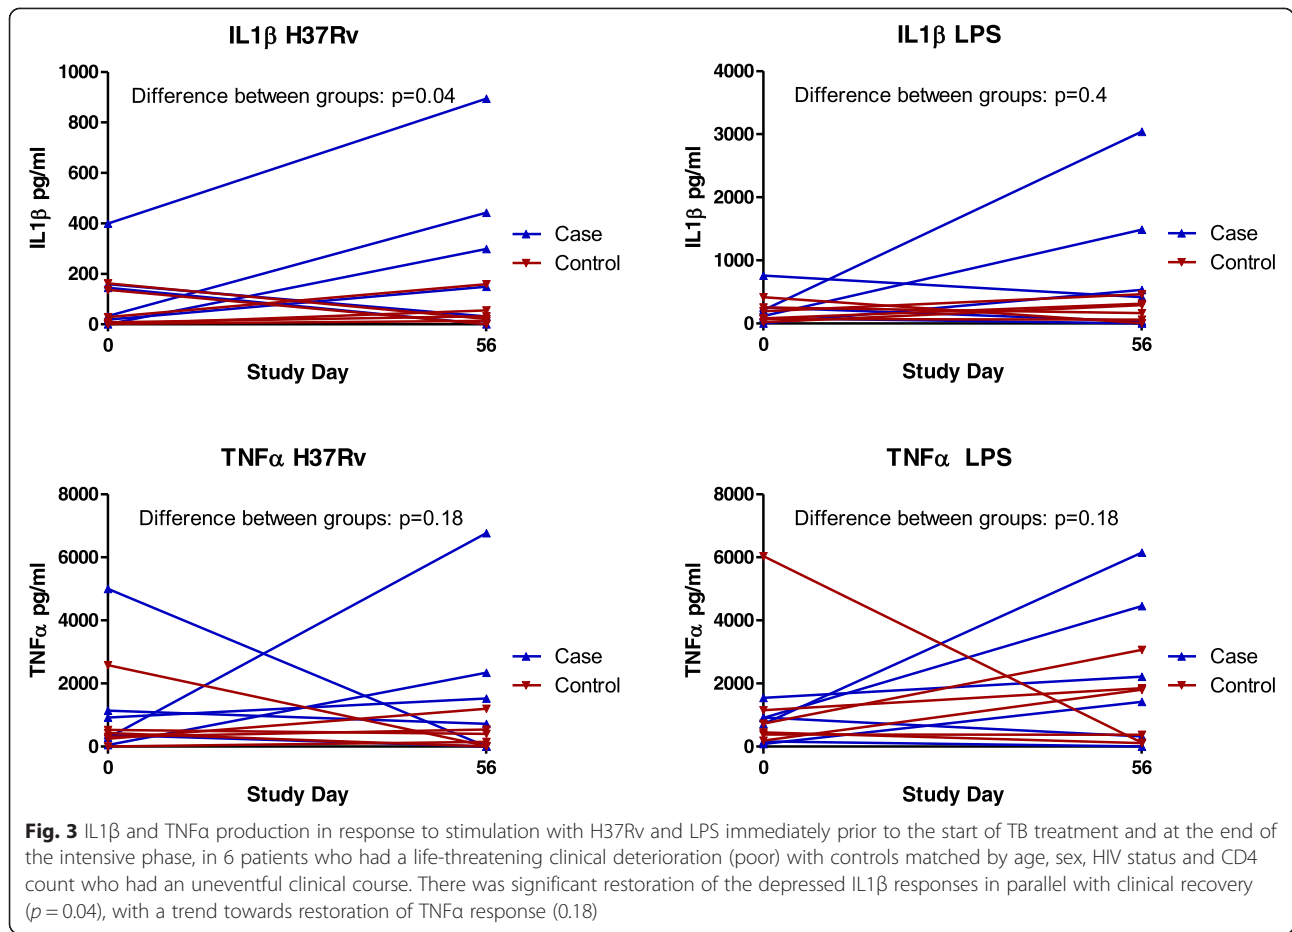 IL1β H37Rv
Difference between groups: p=0.04
IL1β pg/ml
1000
800
600
400
200
0
0
56
Study Day
Case
Control
IL1β LPS
Difference between groups: p=0.4
IL1β pg/ml
4000
3000
2000
1000
0
0
56
Study Day
Case
Control
TNFα H37Rv
Difference between groups: p=0.18
TNFα pg/ml
8000
6000
4000
2000
0
0
56
Study Day
Case
Control
TNFα LPS
Difference between groups: p=0.18
TNFα pg/ml
8000
6000
4000
2000
0
0
56
Study Day
Case
Control
Fig. 3 IL1β and TNFα production in response to stimulation with H37Rv and LPS immediately prior to the start of TB treatment and at the end of
the intensive phase, in 6 patients who had a life-threatening clinical deterioration (poor) with controls matched by age, sex, HIV status and CD4
count who had an uneventful clinical course. There was significant restoration of the depressed IL1β responses in parallel with clinical recovery
(p = 0.04), with a trend towards restoration of TNFα response (0.18)